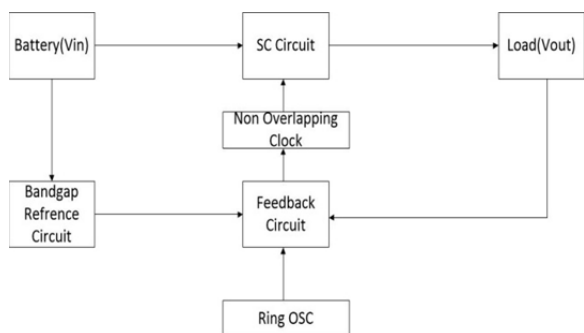 Battery(Vin)
SC Circuit
Load(Vout)
Non Overlapping
Clock
Bandgap
Refrence
Circuit
Feedback
Circuit
Ring OSC